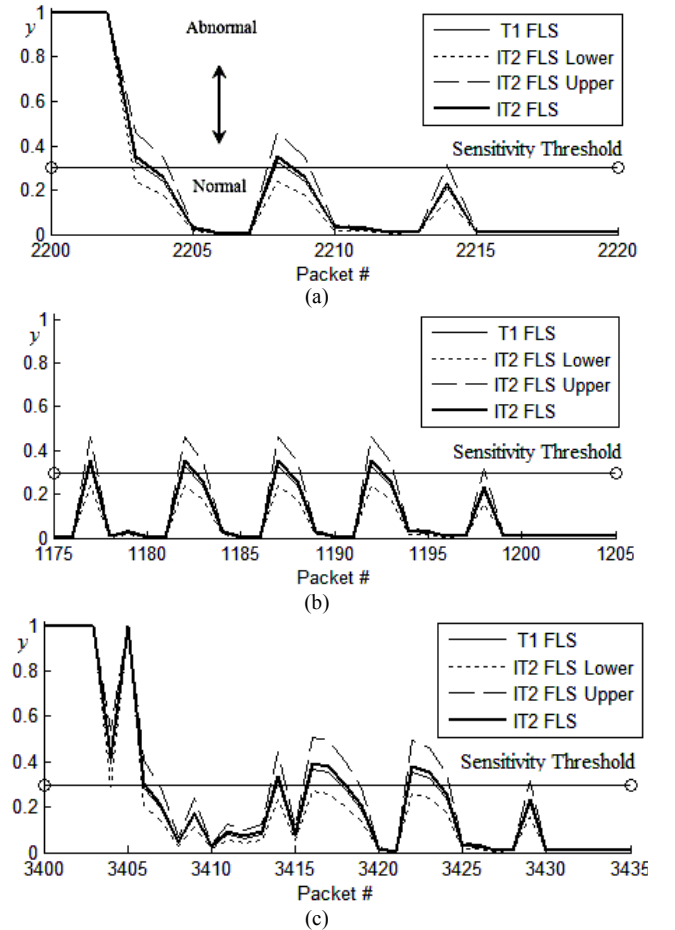 y
1
0.8
0.6
0.4
0.2
0
Abnormal
Normal
T1 FLS
IT2 FLS Lower
IT2 FLS Upper
IT2 FLS
Sensitivity Threshold
2200 2205 2210 2215 2220
Packet #
(a)
y
1
0.8
0.6
0.4
0.2
0
T1 FLS
IT2 FLS Lower
IT2 FLS Upper
IT2 FLS
Sensitivity Threshold
1175 1180 1185 1190 1195 1200 1205
Packet #
(b)
y
1
0.8
0.6
0.4
0.2
0
T1 FLS
IT2 FLS Lower
IT2 FLS Upper
IT2 FLS
Sensitivity Threshold
3400 3405 3410 3415 3420 3425 3430 3435
Packet #
(c)